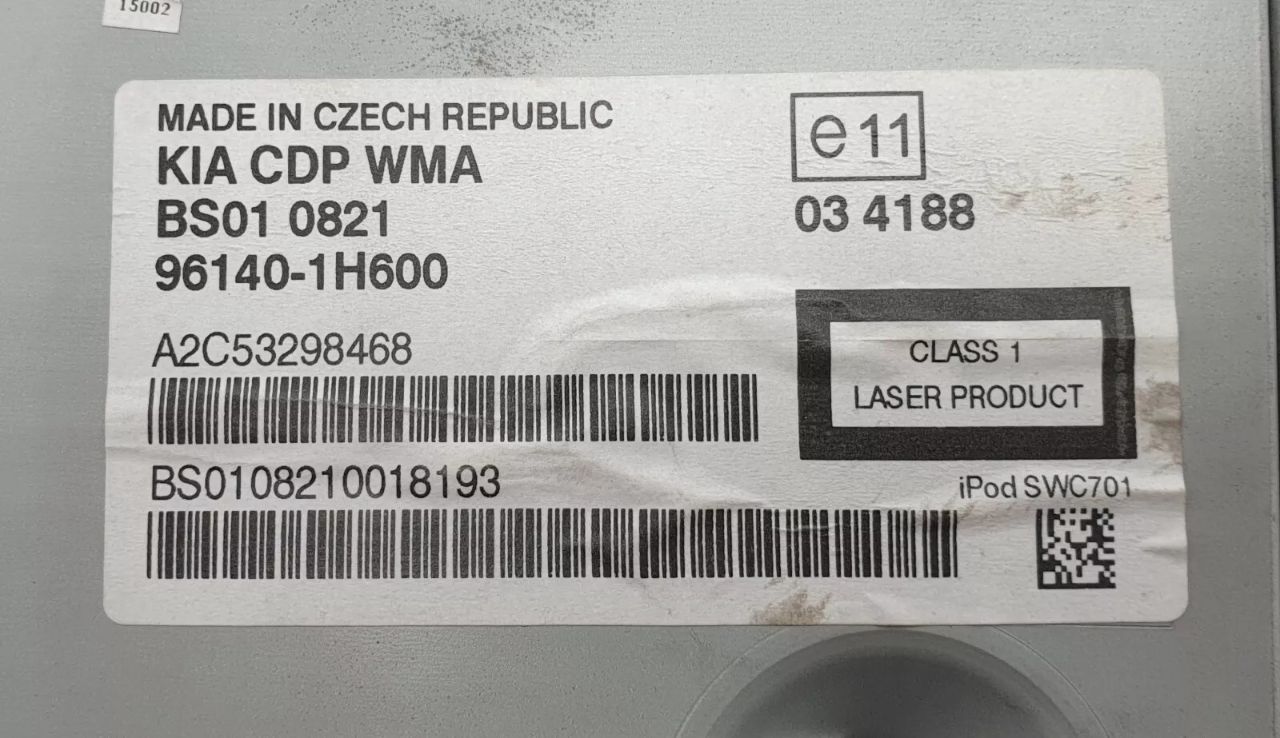 15002
MADE IN CZECH REPUBLIC
KIA CDP WMA
BS01 0821
96140-1H600
e 11
03 4188
A2C53298468
CLASS 1
LASER PRODUCT
BS0108210018193
iPod SWC701